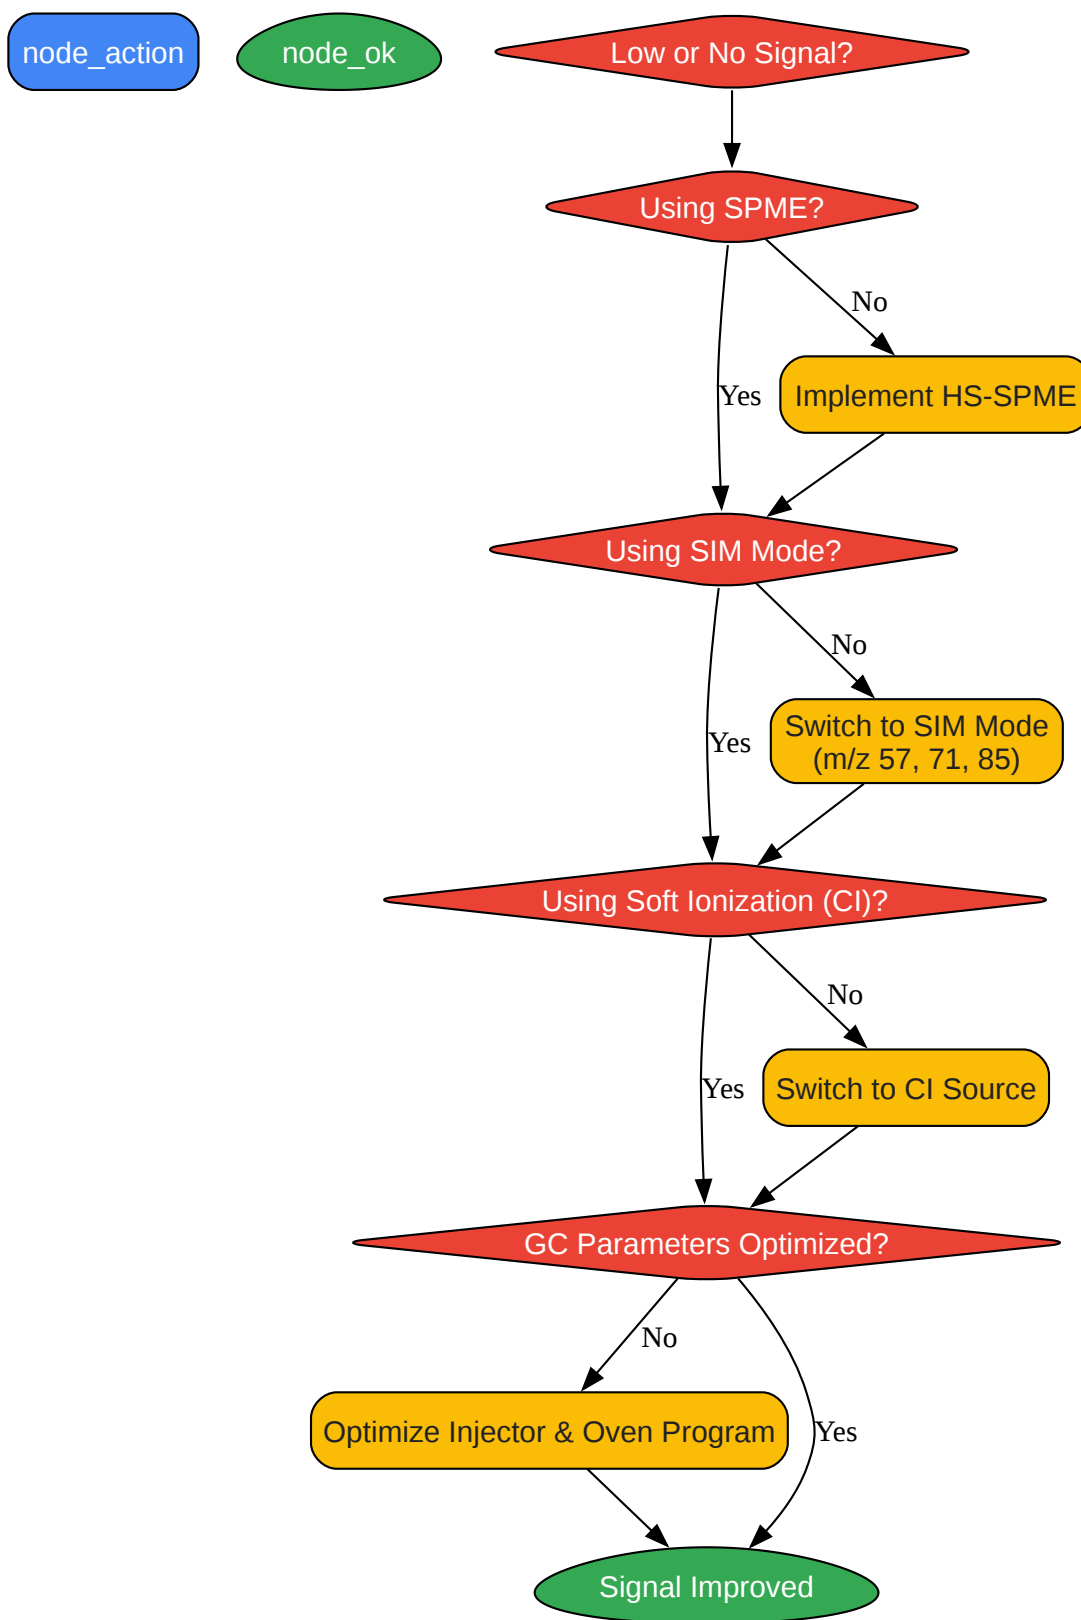 node_action
node_ok
Low or No Signal?
Using SPME?
No
Yes
Implement HS-SPME
Using SIM Mode?
No
Yes
Switch to SIM Mode
(m/z 57, 71, 85)
Using Soft Ionization (CI)?
No
Yes
Switch to CI Source
GC Parameters Optimized?
No
Optimize Injector & Oven Program
Yes
Signal Improved